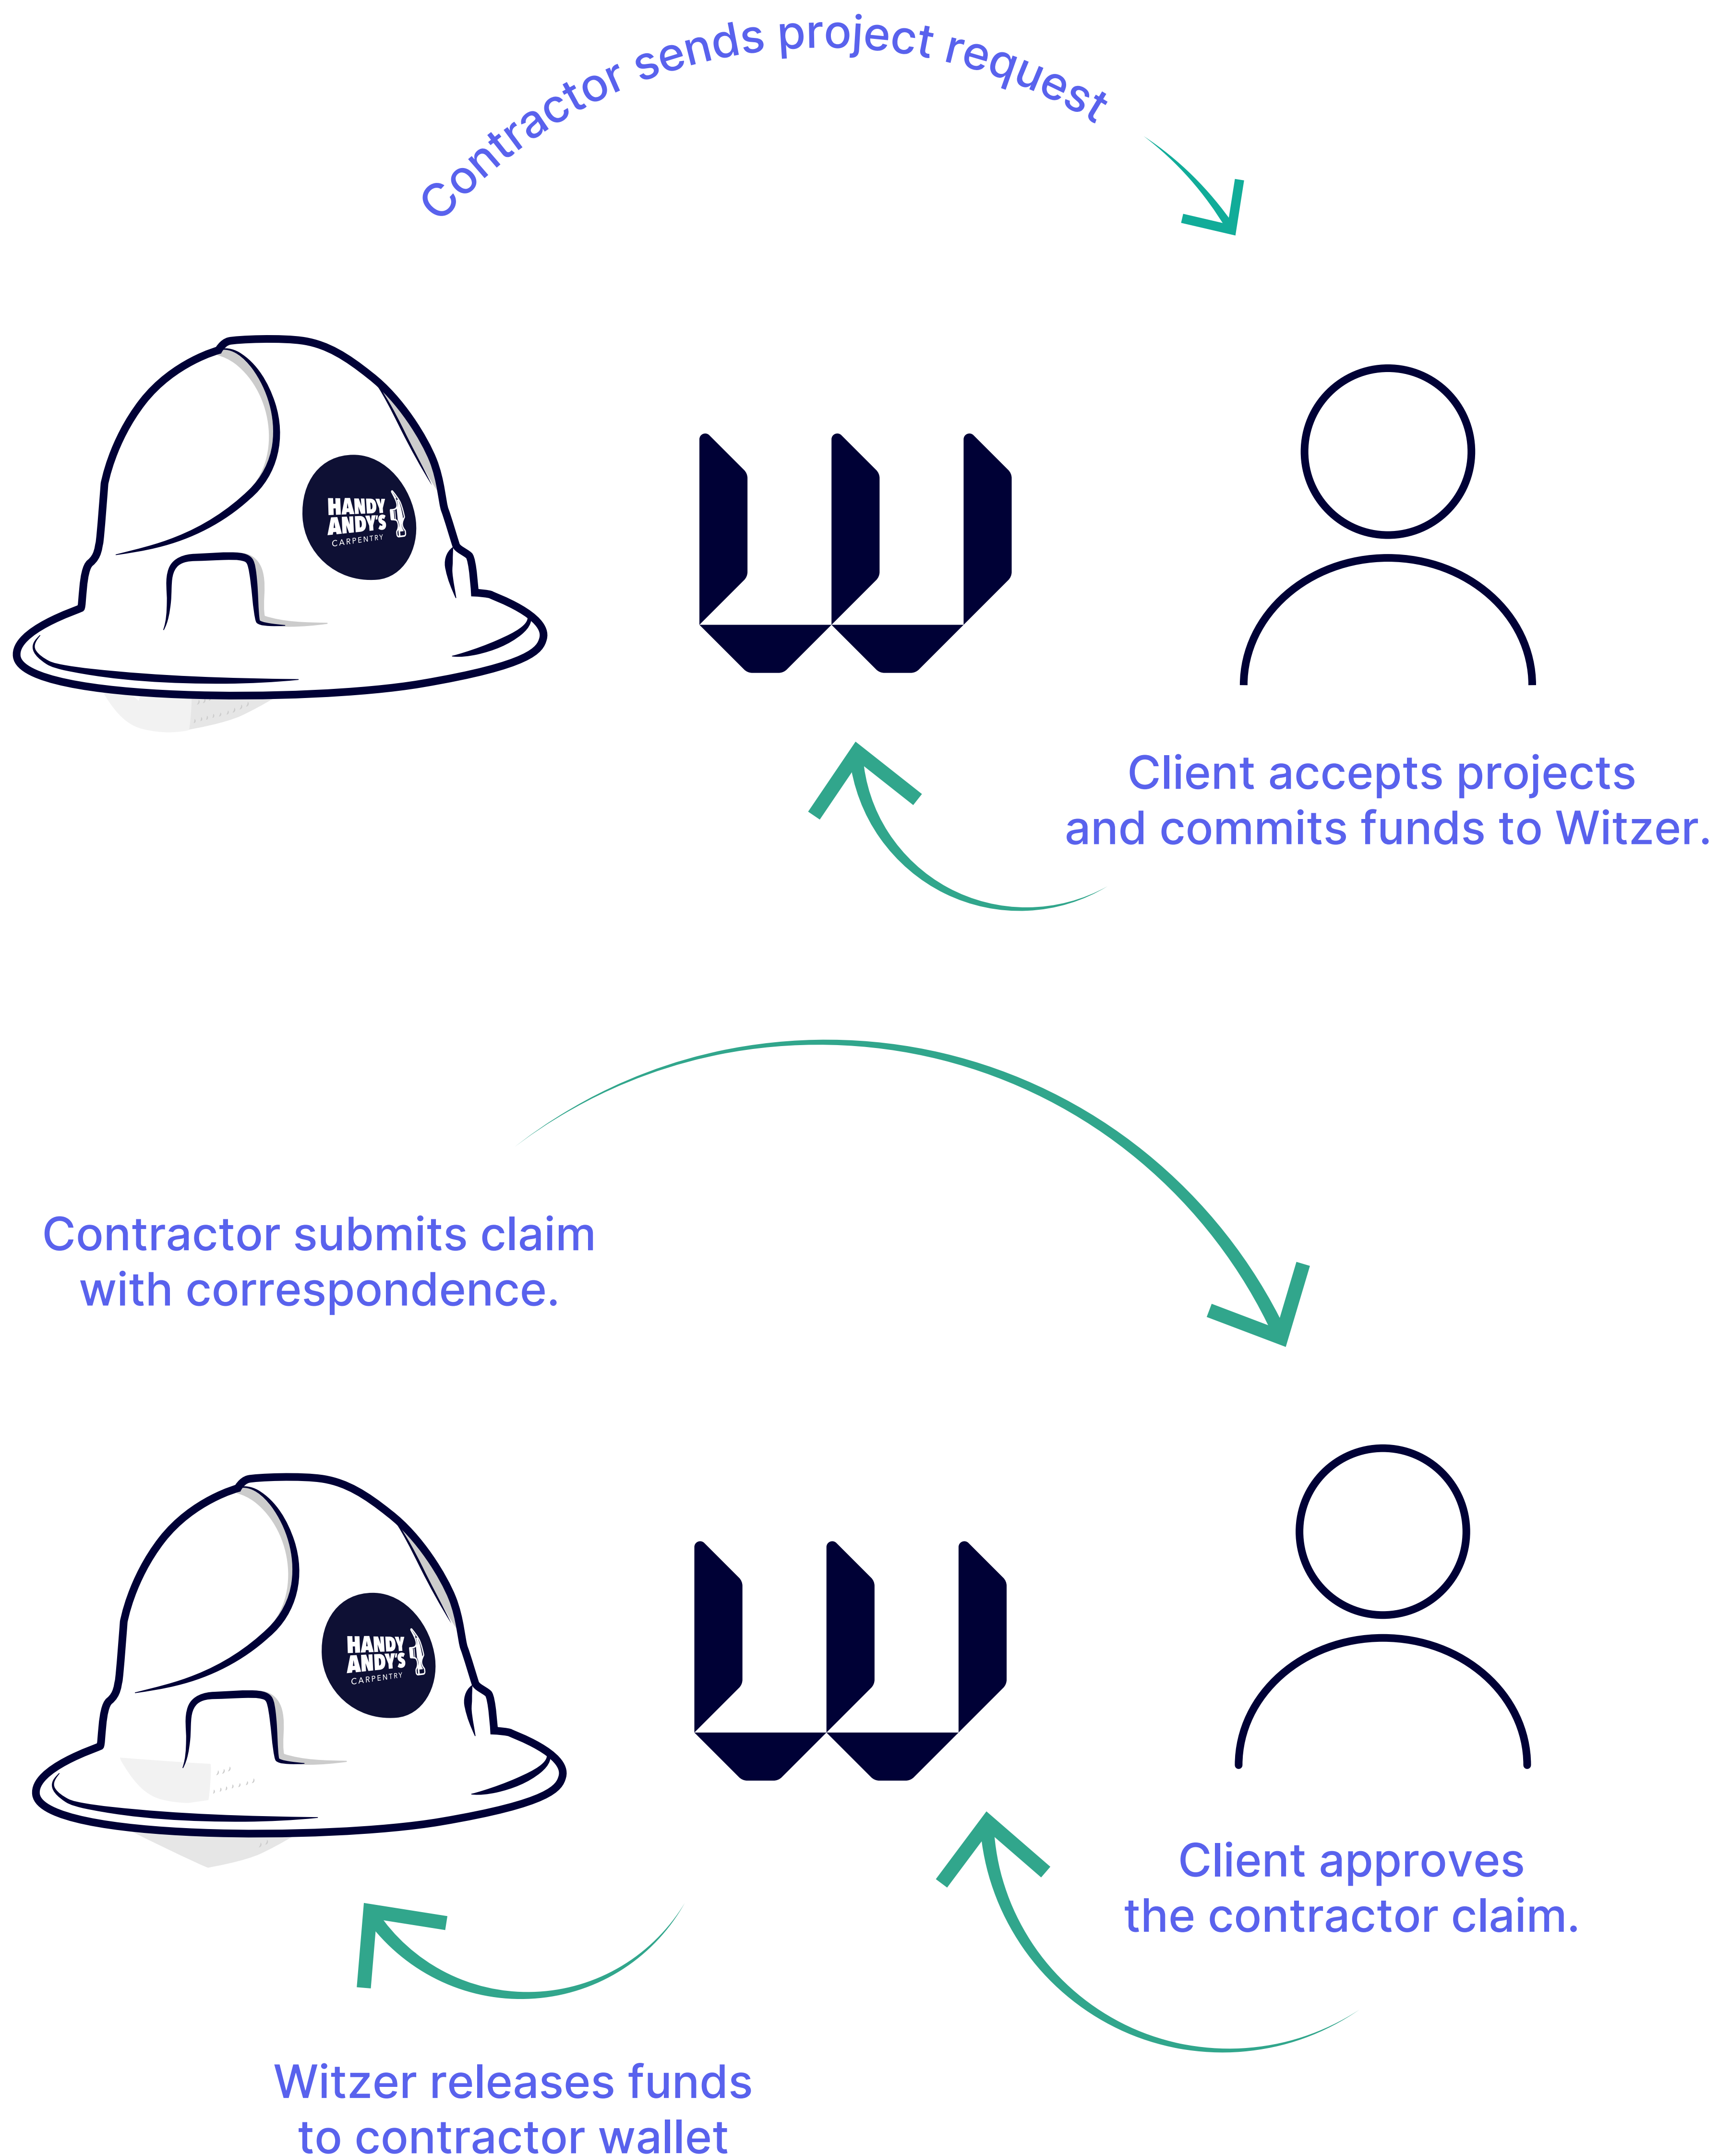 Contractor sends project request
HANDY
ANDY'S
CARPENTRY
Client accepts projects
and commits funds to Witzer.
Contractor submits claim
with correspondence.
HANDY
ANDY'S
CARPENTRY
Client approves
the contractor claim.
Witzer releases funds
to contractor wallet